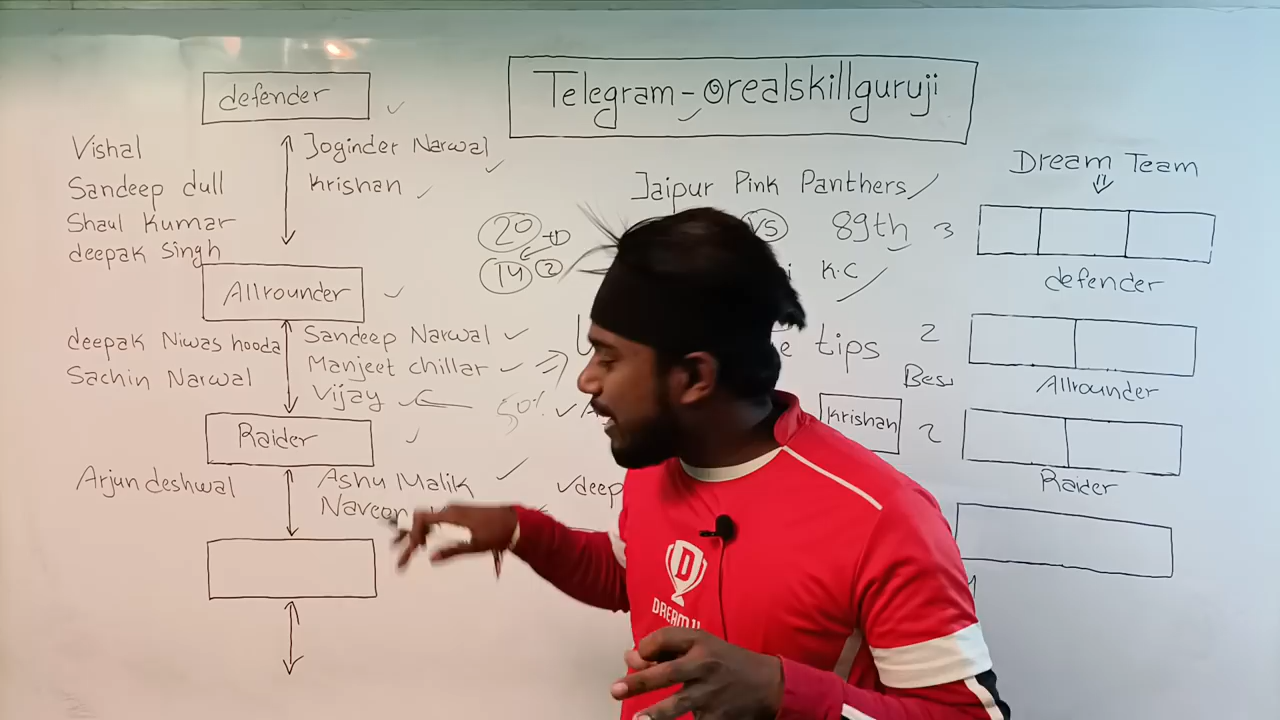 defender
Telegram-@realskillguruji
Vishal
Joginder Narwal
Sandeep dull
Krishan
Shaul Kumar
deepak Singh
Jaipur Pink Panthers
VS
89th
K.C
20
14
2
tips
Allrounder
deepak Niwas hooda
Sandeep Narwal
Sachin Narwal
Manjeet chillar
Vijay
50%
Krishan
Raider
Arjun deshwal
Ashu Malik
Naveen
deep
Dream Team
3
defender
2
Allrounder
2
Raider
D
DREAM11